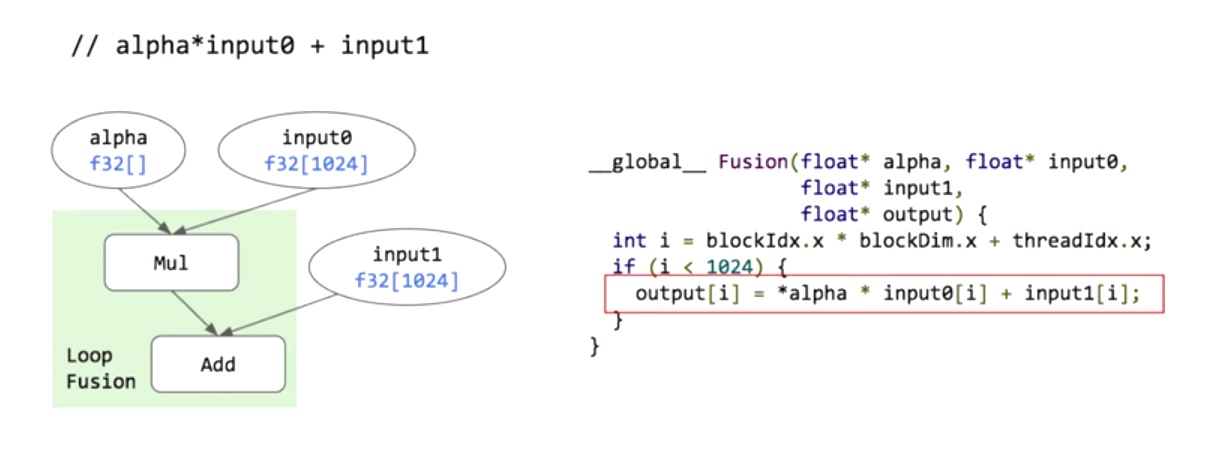 // alpha*input0 + input1
alpha
f32[]
input0
f32[1024]
Mul
input1
f32[1024]
Loop
Fusion
Add
__global__ Fusion(float* alpha, float* input0,
float* input1,
float* output) {
int i = blockIdx.x * blockDim.x + threadIdx.x;
if (i < 1024) {
output[i] = *alpha * input0[i] + input1[i];
}
}